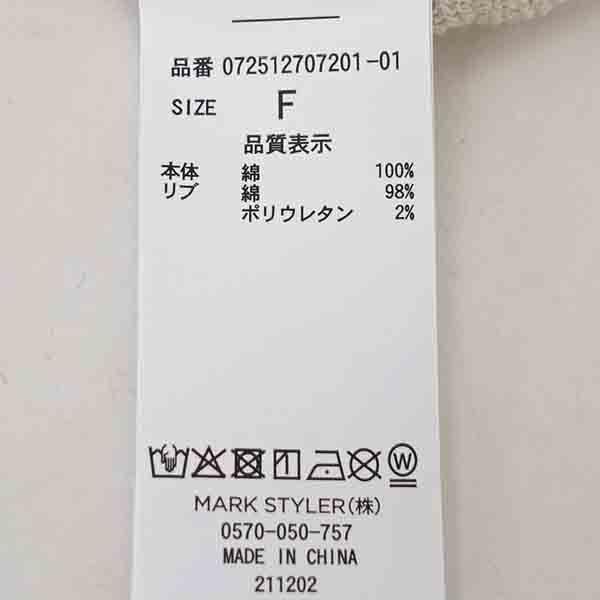 品番 072512707201-01
SIZE F
品質表示
本体 綿 100%
リブ 綿 98%
ポリウレタン 2%
W
MARK STYLER(株)
0570-050-757
MADE IN CHINA
211202